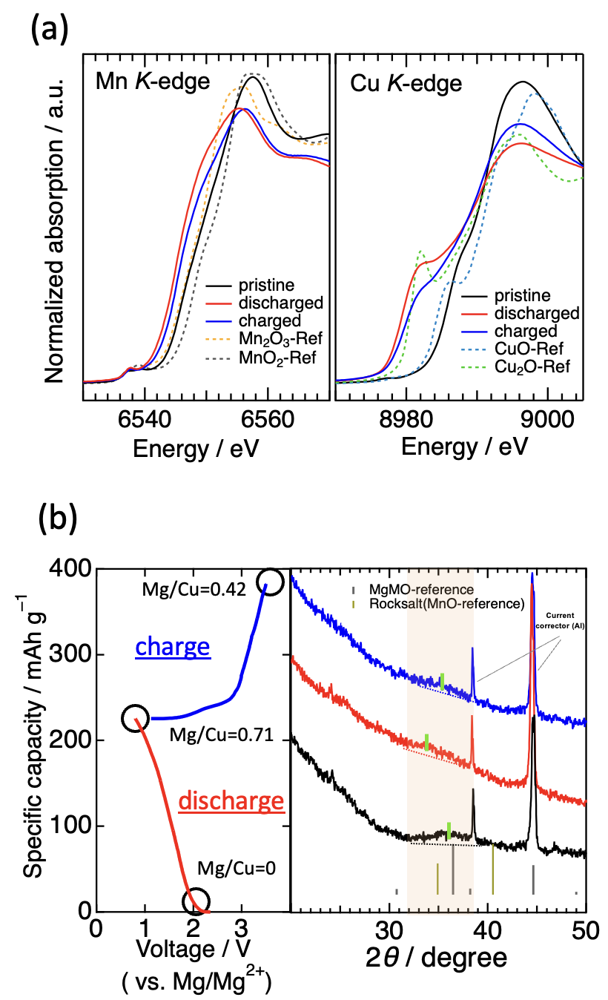 (a)
Mn K-edge
Cu K-edge
Normalized absorption / a.u.
pristine
discharged
charged
Mn₂O₃-Ref
MnO₂-Ref
pristine
discharged
charged
CuO-Ref
Cu₂O-Ref
6540 6560
8980 9000
Energy / eV
Energy / eV
(b)
Specific capacity / mAh g⁻¹
400
300
200
100
0
Mg/Cu=0.42
charge
Mg/Cu=0.71
discharge
Mg/Cu=0
0 1 2 3
Voltage / V
( vs. Mg/Mg²⁺)
MgMO-reference
Rocksalt(MnO-reference)
Current
corrector (Al)
30 40 50
2θ / degree